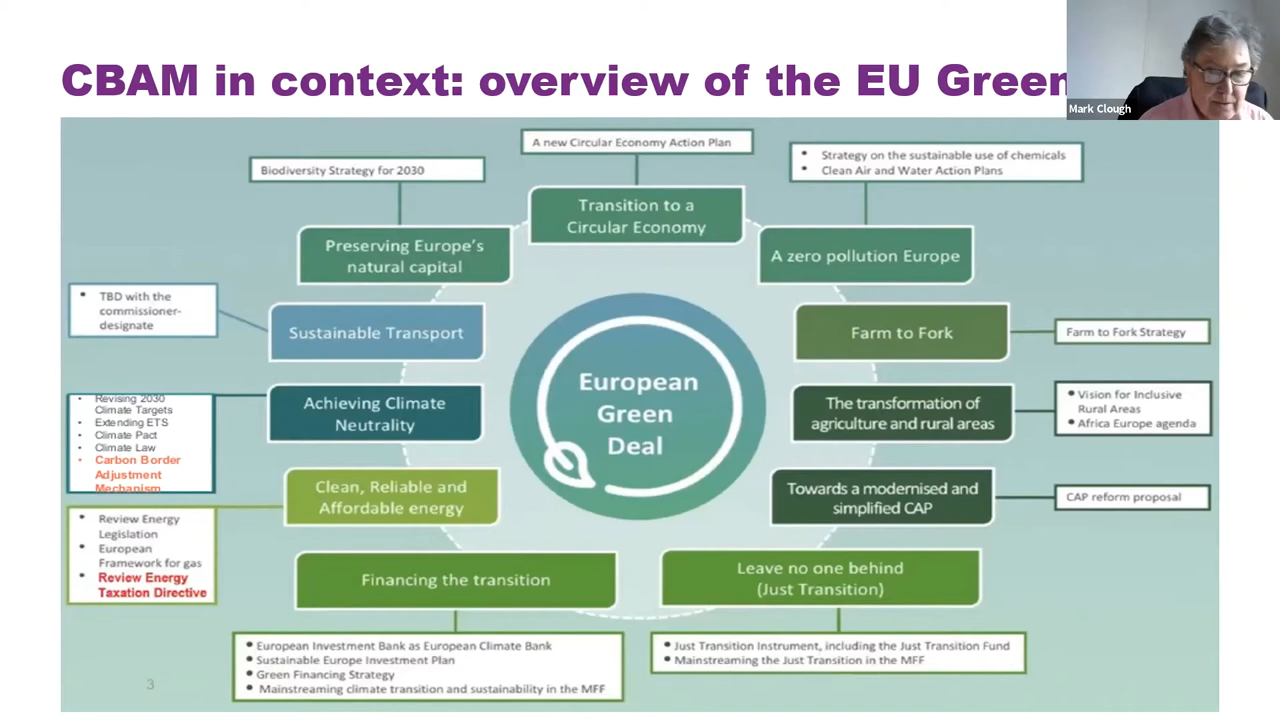 CBAM in context: overview of the EU Green
Mark Clough
A new Circular Economy Action Plan
Biodiversity Strategy for 2030
• Strategy on the sustainable use of chemicals
• Clean Air and Water Action Plans
Transition to a
Circular Economy
Preserving Europe's
natural capital
A zero pollution Europe
• TBD with the
commissioner-
designate
Sustainable Transport
Farm to Fork
Farm to Fork Strategy
• Revising 2030
Climate Targets
• Extending ETS
• Climate Pact
• Climate Law
• Carbon Border
Adjustment
Mechanism
Achieving Climate
Neutrality
European
Green
Deal
The transformation of
agriculture and rural areas
• Vision for Inclusive
Rural Areas
• Africa Europe agenda
Clean, Reliable and
Affordable energy
Towards a modernised and
simplified CAP
CAP reform proposal
• Review Energy
Legislation
• European
Framework for gas
• Review Energy
Taxation Directive
Financing the transition
Leave no one behind
(Just Transition)
• European Investment Bank as European Climate Bank
• Sustainable Europe Investment Plan
• Green Financing Strategy
• Mainstreaming climate transition and sustainability in the MFF
• Just Transition Instrument, including the Just Transition Fund
• Mainstreaming the Just Transition in the MFF
3